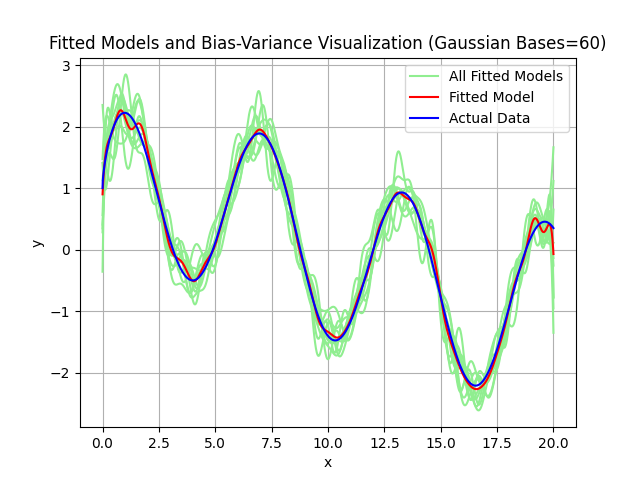 Fitted Models and Bias-Variance Visualization (Gaussian Bases=60)
All Fitted Models
Fitted Model
Actual Data
3
2
1
0
−1
−2
y
0.0 2.5 5.0 7.5 10.0 12.5 15.0 17.5 20.0
x